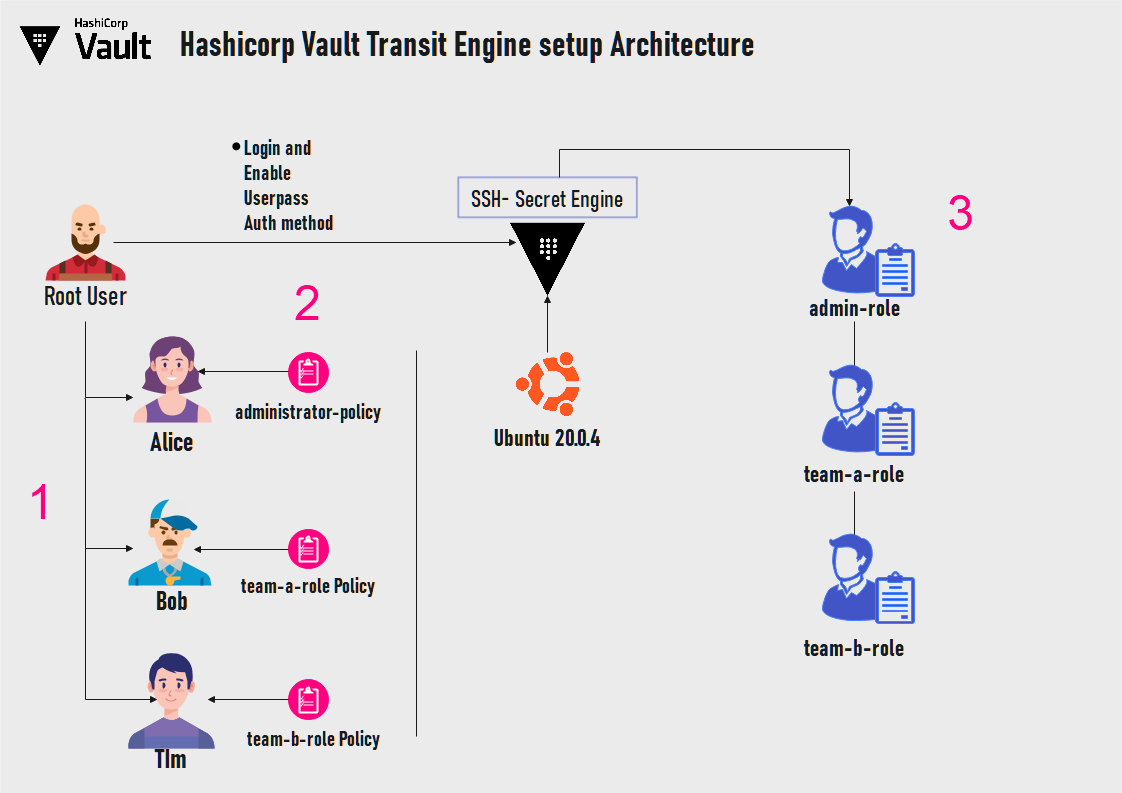 HashiCorp
Vault
Hashicorp Vault Transit Engine setup Architecture
• Login and
Enable
Userpass
Auth method
SSH- Secret Engine
3
Root User
2
admin-role
administrator-policy
Alice
Ubuntu 20.0.4
team-a-role
1
team-a-role Policy
Bob
team-b-role
team-b-role Policy
TIm